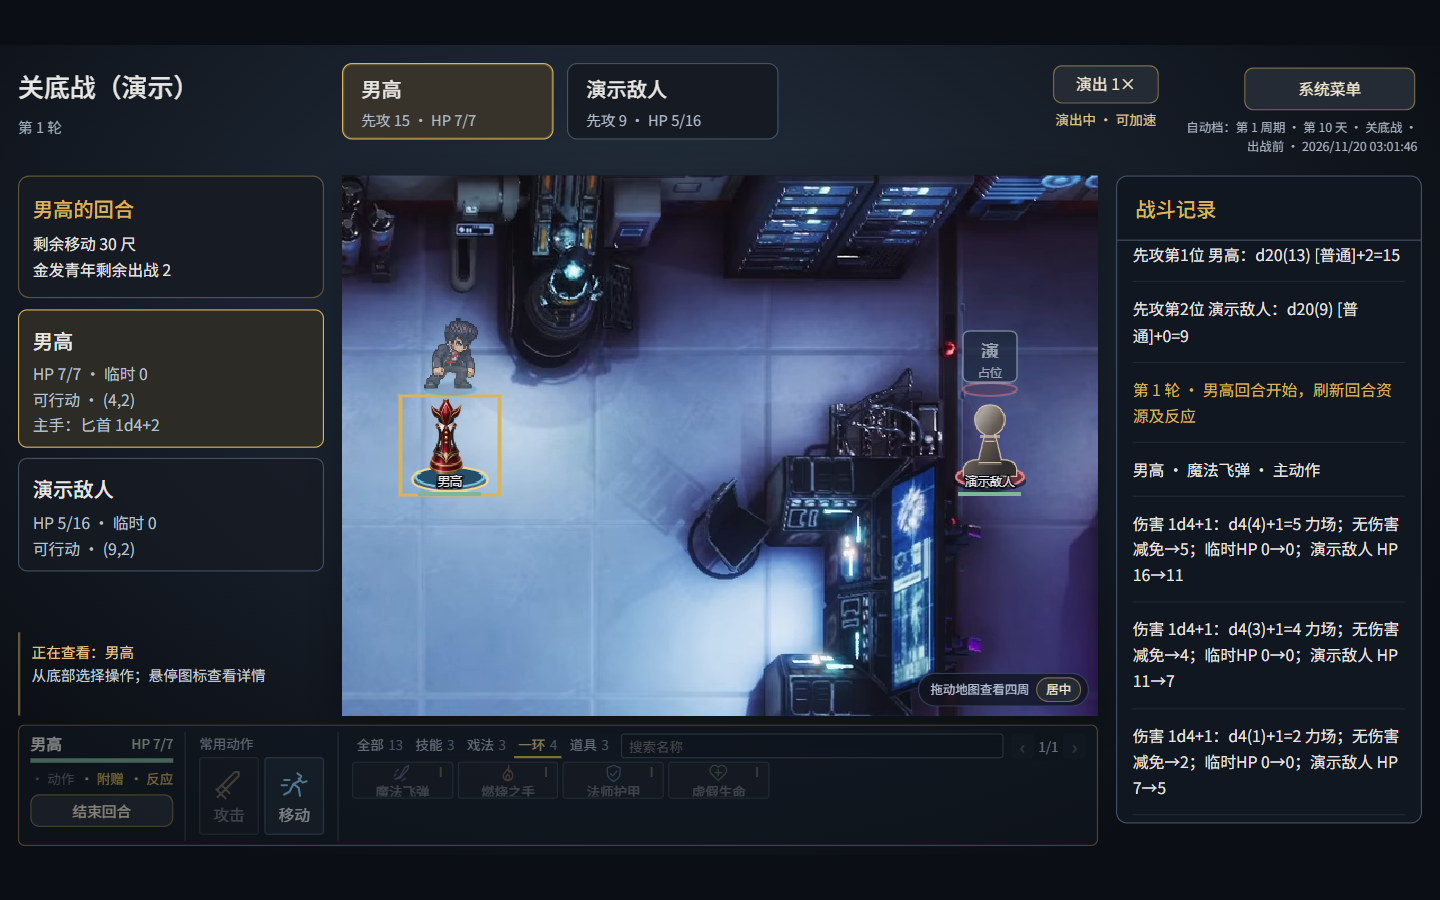 关底战（演示）
第 1 轮
男高
先攻 15 · HP 7/7
演示敌人
先攻 9 · HP 5/16
演出 1×
演出中 · 可加速
系统菜单
自动档：第 1 周期 · 第 10 天 · 关底战 ·
出战前 · 2026/11/20 03:01:46
男高的回合
剩余移动 30 尺
金发青年剩余出战 2
男高
HP 7/7 · 临时 0
可行动 · (4,2)
主手：匕首 1d4+2
演示敌人
HP 5/16 · 临时 0
可行动 · (9,2)
正在查看：男高
从底部选择操作；悬停图标查看详情
男高
演
占位
演示敌人
拖动地图查看四周
居中
战斗记录
先攻第1位 男高：d20(13) [普通]+2=15
先攻第2位 演示敌人：d20(9) [普
通]+0=9
第 1 轮 · 男高回合开始，刷新回合资
源及反应
男高 · 魔法飞弹 · 主动作
伤害 1d4+1：d4(4)+1=5 力场；无伤害
减免→5；临时HP 0→0；演示敌人 HP
16→11
伤害 1d4+1：d4(3)+1=4 力场；无伤害
减免→4；临时HP 0→0；演示敌人 HP
11→7
伤害 1d4+1：d4(1)+1=2 力场；无伤害
减免→2；临时HP 0→0；演示敌人 HP
7→5
男高
HP 7/7
· 动作 · 附赠 · 反应
结束回合
常用动作
攻击
移动
全部 13 技能 3 戏法 3 一环 4 道具 3
搜索名称
‹ 1/1 ›
I
魔法飞弹
I
燃烧之手
I
法师护甲
I
虚假生命